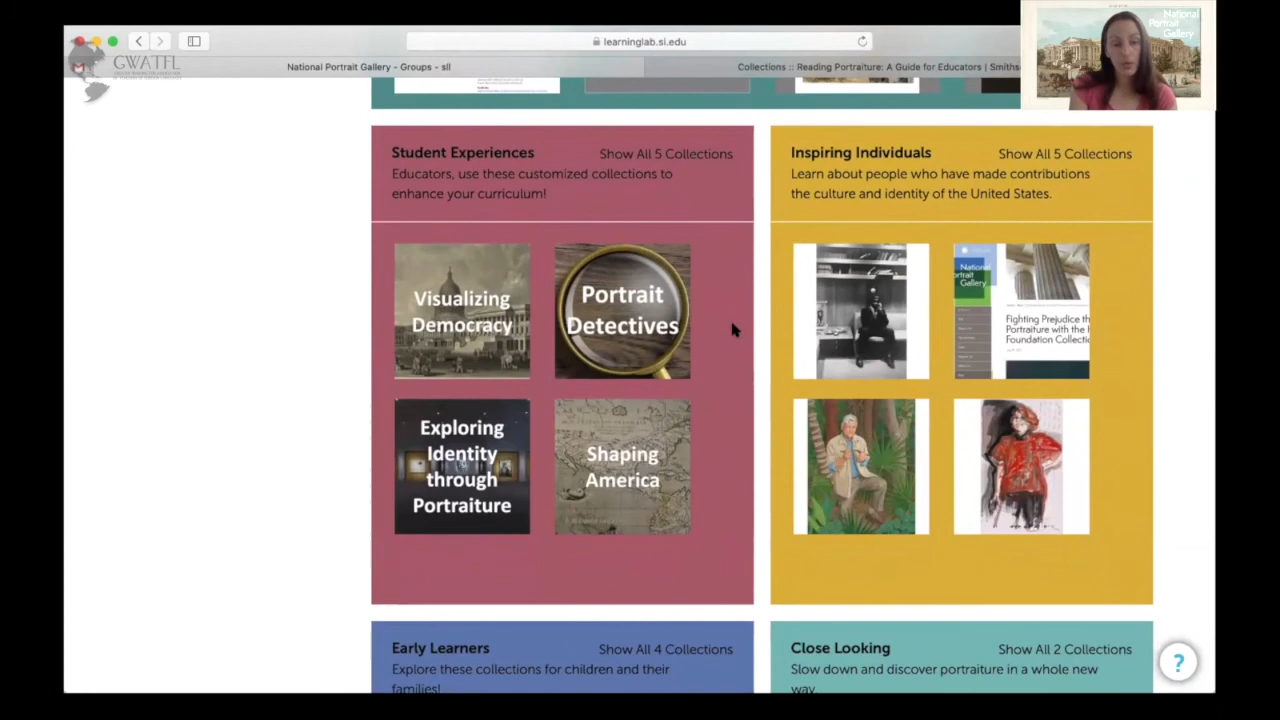 National
Portrait
Gallery
GWATFL
learninglab.si.edu
National Portrait Gallery - Groups - sll
Collections :: Reading Portraiture: A Guide for Educators | Smiths
Student Experiences
Show All 5 Collections
Educators, use these customized collections to
enhance your curriculum!
Inspiring Individuals
Show All 5 Collections
Learn about people who have made contributions
the culture and identity of the United States.
Visualizing
Democracy
Portrait
Detectives
National
ortrait
Gallery
Fighting Prejudice th
Portraiture with the
Foundation Collecti
Exploring
Identity
through
Portraiture
Shaping
America
Early Learners
Show All 4 Collections
Explore these collections for children and their
families!
Close Looking
Show All 2 Collections
Slow down and discover portraiture in a whole new
way.
?